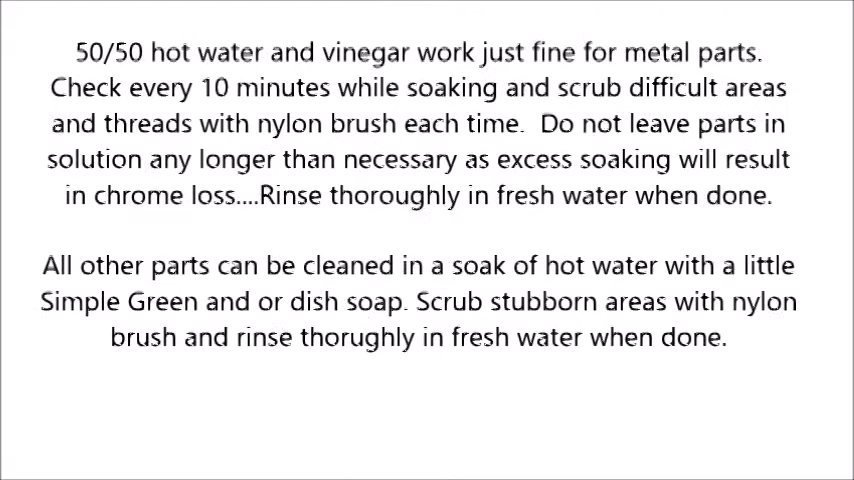 50/50 hot water and vinegar work just fine for metal parts.
Check every 10 minutes while soaking and scrub difficult areas
and threads with nylon brush each time.  Do not leave parts in
solution any longer than necessary as excess soaking will result
in chrome loss....Rinse thoroughly in fresh water when done.
All other parts can be cleaned in a soak of hot water with a little
Simple Green and or dish soap. Scrub stubborn areas with nylon
brush and rinse thorughly in fresh water when done.